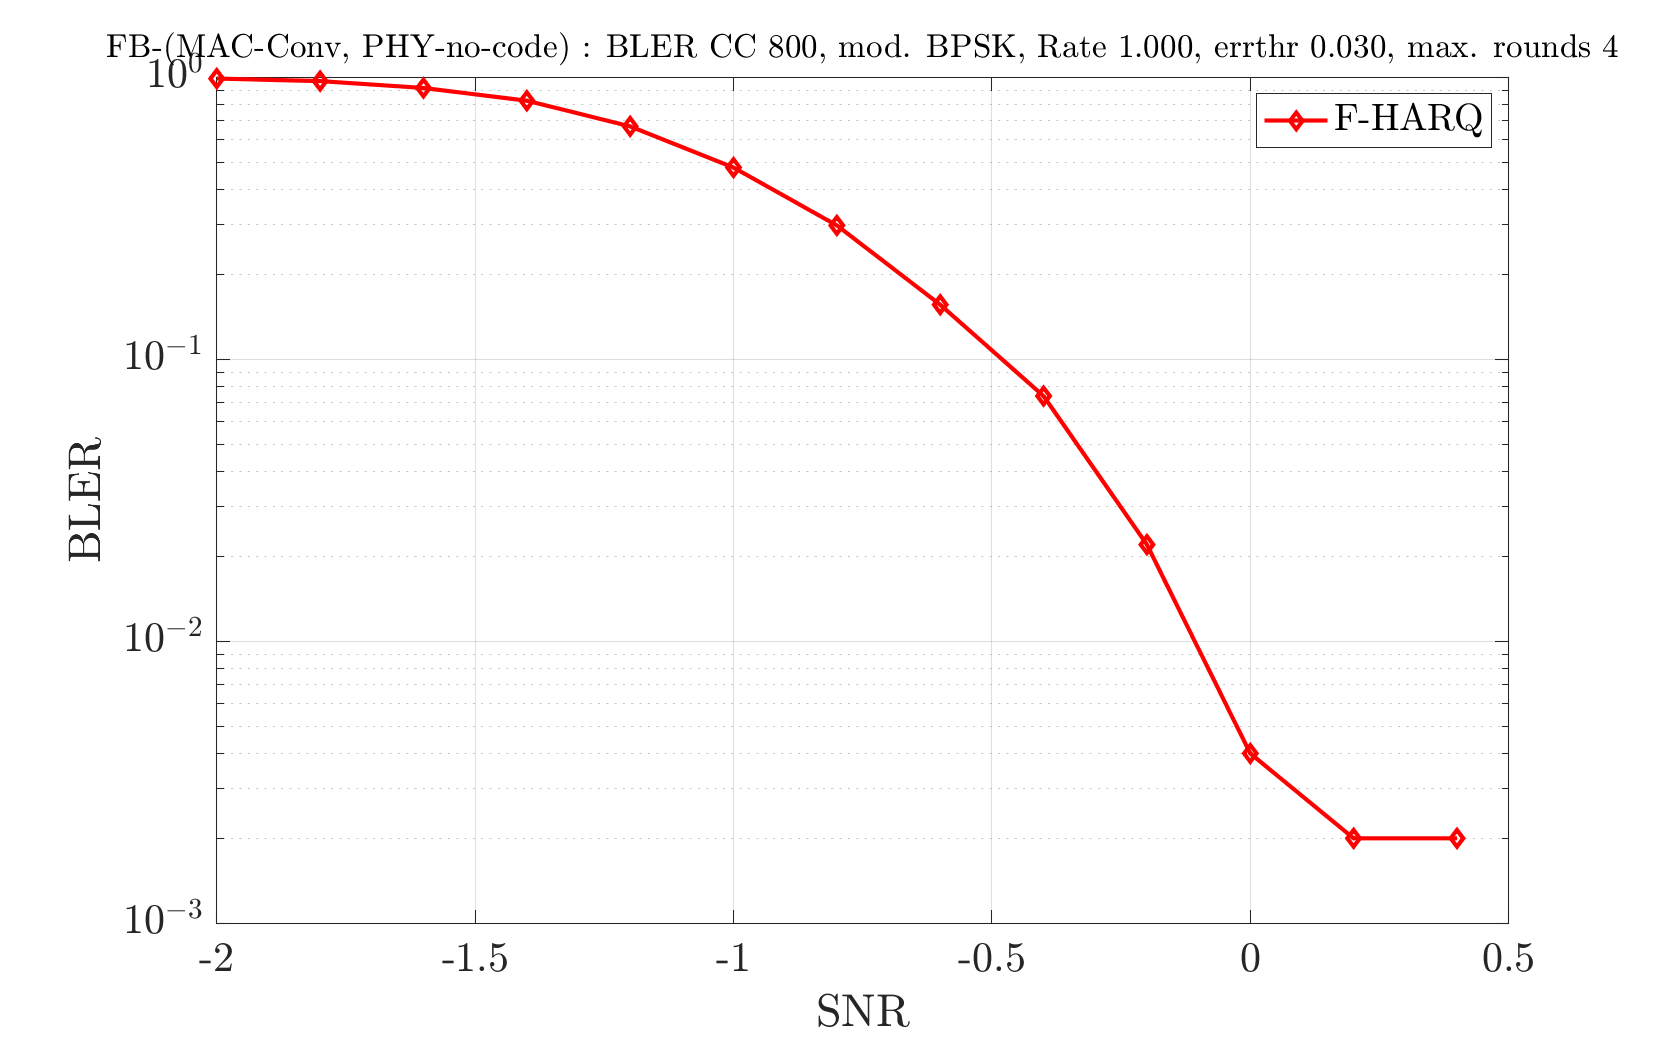 FB-(MAC-Conv, PHY-no-code) : BLER CC 800, mod. BPSK, Rate 1.000, errthr 0.030, max. rounds 4
10^0
F-HARQ
10^{-1}
BLER
10^{-2}
10^{-3}
-2 -1.5 -1 -0.5 0 0.5
SNR